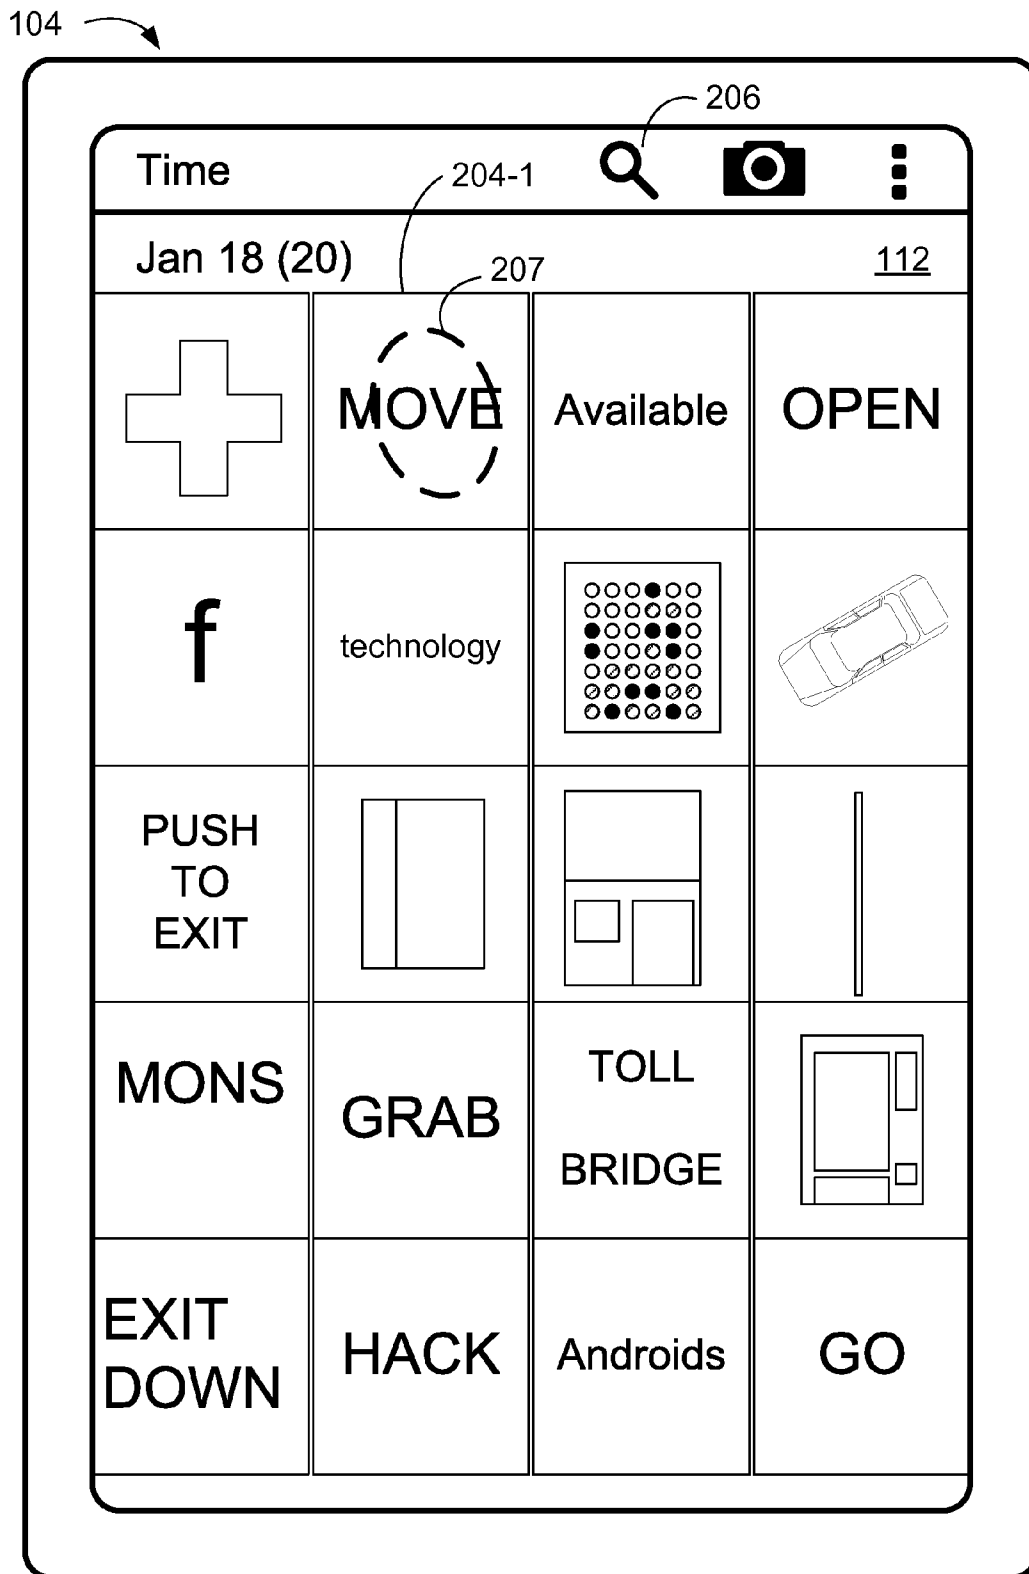 104
206
Time
204-1
Jan 18 (20)
207
112
MOVE
Available
OPEN
f
technology
PUSH
TO
EXIT
MONS
GRAB
TOLL
BRIDGE
EXIT
DOWN
HACK
Androids
GO